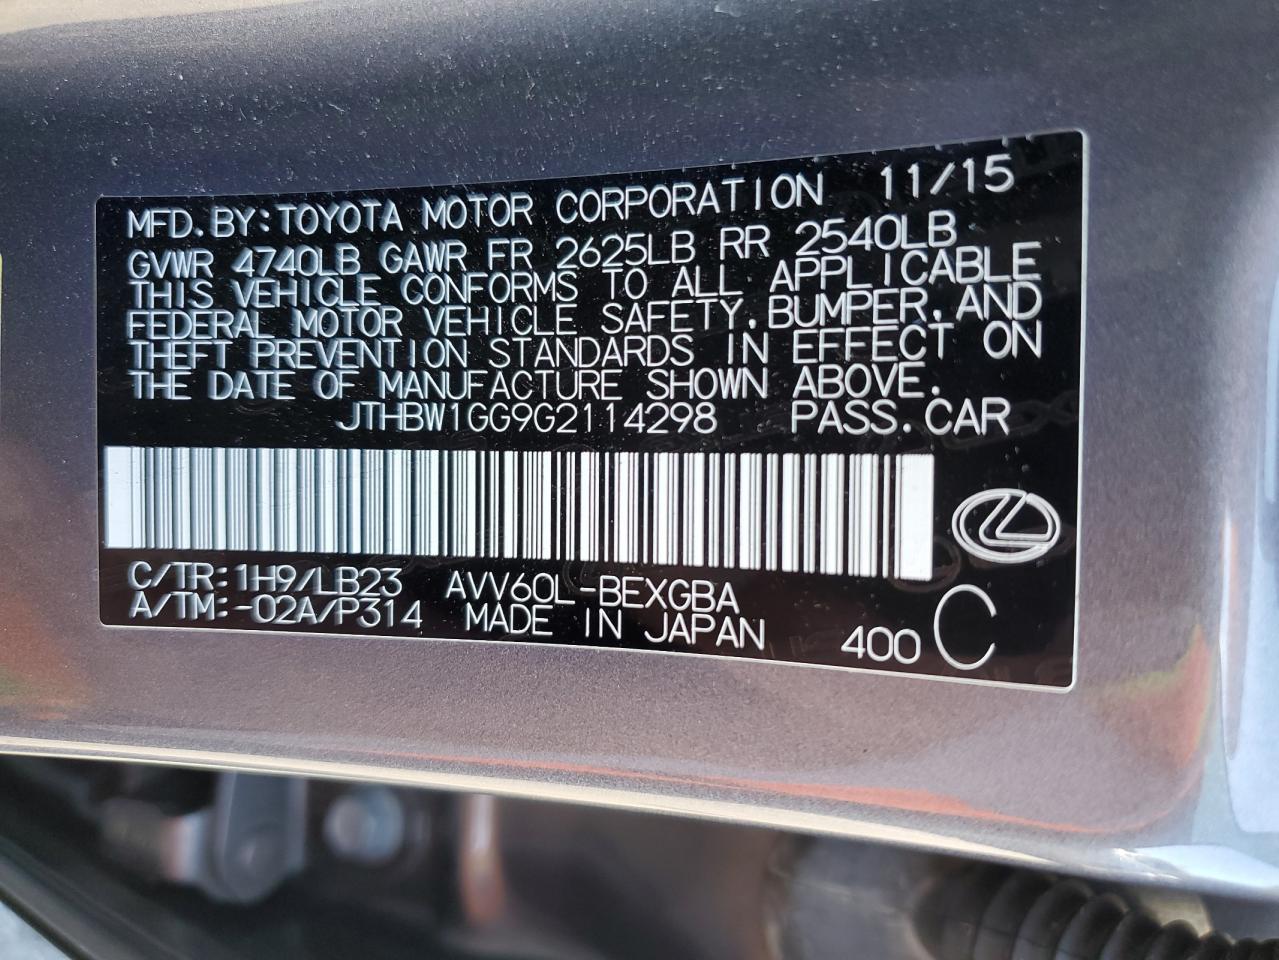 MFD. BY: TOYOTA MOTOR CORPORATION 11/15
GVWR 4740LB GAWR FR 2625LB RR 2540LB
THIS VEHICLE CONFORMS TO ALL APPLICABLE
FEDERAL MOTOR VEHICLE SAFETY, BUMPER, AND
THEFT PREVENTION STANDARDS IN EFFECT ON
THE DATE OF MANUFACTURE SHOWN ABOVE.
JTHBW1GG9G2114298 PASS. CAR
C/TR: 1H9/LB23 AVV60L-BEXGBA
A/TM: -02A/P314 MADE IN JAPAN 400 C